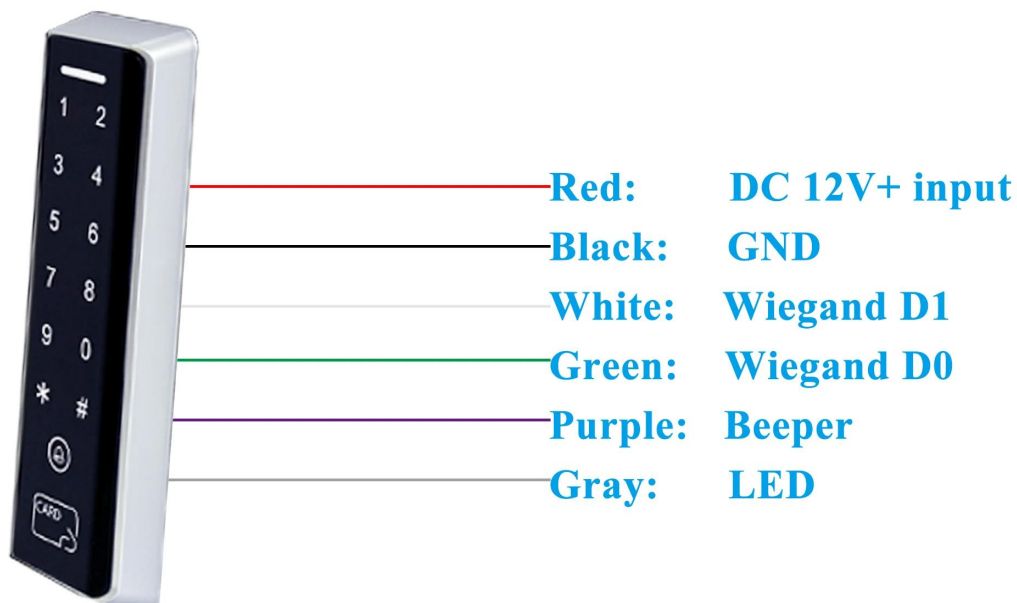 1 2
3 4
5 6
7 8
9 0
* #
CARD
Red: DC 12V+ input
Black: GND
White: Wiegand D1
Green: Wiegand D0
Purple: Beeper
Gray: LED